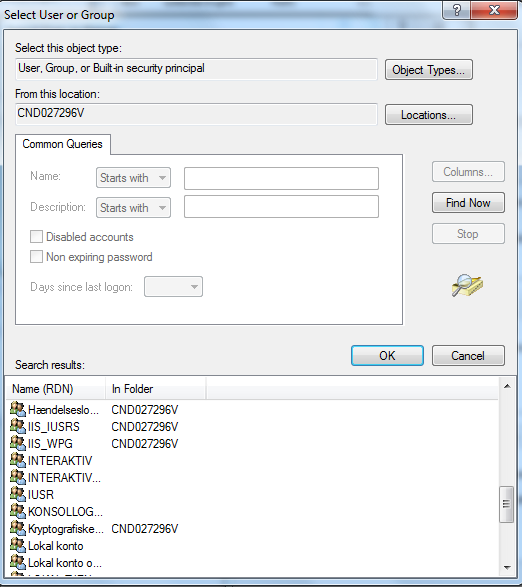 Select User or Group
Select this object type:
User, Group, or Built-in security principal
Object Types...
From this location:
CND027296V
Locations...
Common Queries
Name:
Starts with
Columns...
Description:
Starts with
Find Now
Disabled accounts
Stop
Non expiring password
Days since last logon:
OK
Cancel
Search results:
Name (RDN) In Folder
Hændelseslo... CND027296V
IIS_IUSRS CND027296V
IIS_WPG CND027296V
INTERAKTIV
INTERAKTIV...
IUSR
KONSOLLOG...
Kryptografiske... CND027296V
Lokal konto
Lokal konto o...